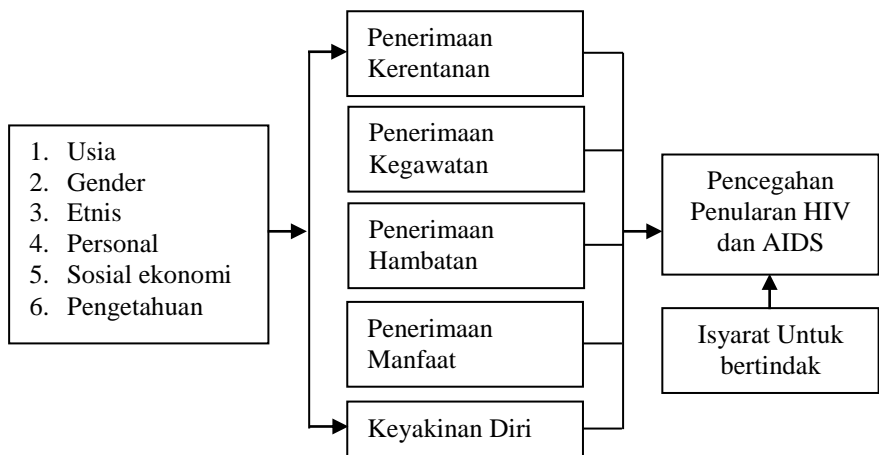 1. Usia
2. Gender
3. Etnis
4. Personal
5. Sosial ekonomi
6. Pengetahuan
Penerimaan
Kerentanan
Penerimaan
Kegawatan
Penerimaan
Hambatan
Penerimaan
Manfaat
Keyakinan Diri
Pencegahan
Penularan HIV
dan AIDS
Isyarat Untuk
bertindak